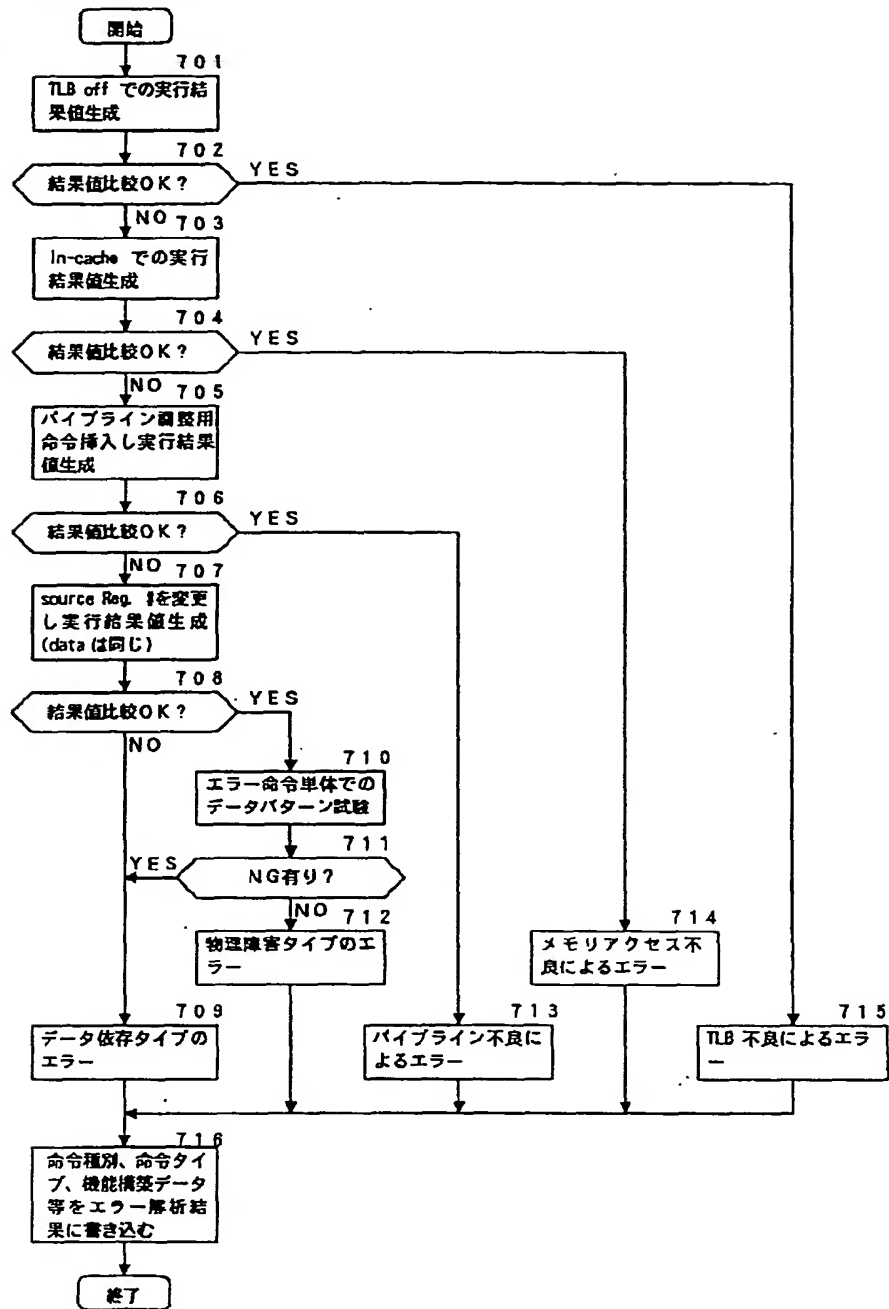 開始
701
TLB off での実行結
果値生成
702
結果値比較OK?
YES
NO
703
In-cache での実行
結果値生成
704
結果値比較OK?
YES
NO
705
パイプライン調整用
命令挿入し実行結果
値生成
706
結果値比較OK?
YES
NO
707
source Reg. #を変更
し実行結果値生成
(dataは同じ)
708
結果値比較OK?
YES
NO
710
エラー命令単体での
データパターン試験
711
YES
NG有り?
NO
712
物理障害タイプのエ
ラー
714
メモリアクセス不
良によるエラー
709
データ依存タイプの
エラー
713
パイプライン不良に
よるエラー
715
TLB 不良によるエラ
ー
716
命令種別、命令タイ
プ、機能構築データ
等をエラー解析結
果に書き込む
終了